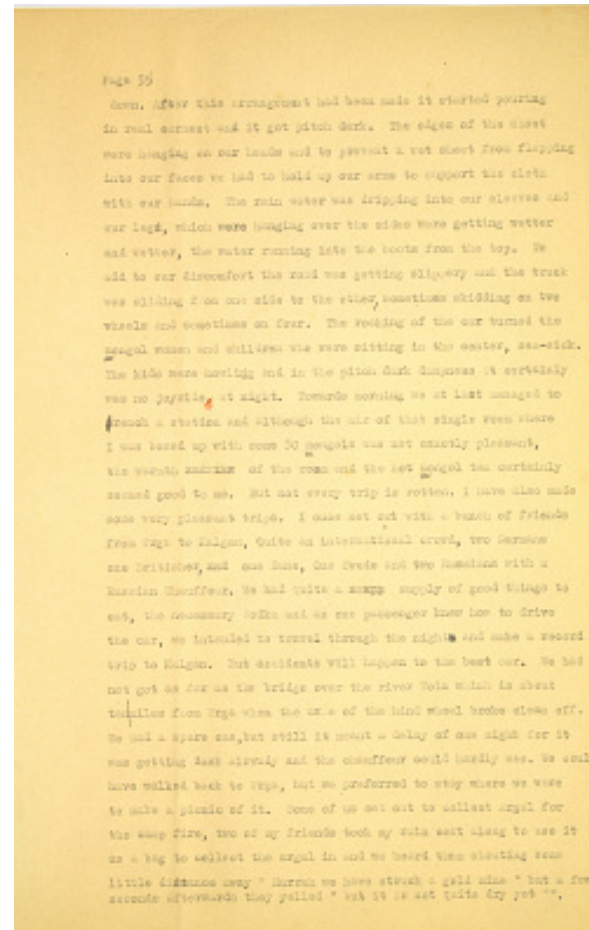 Page 55
down. After this arrangement had been made it started pouring
in real earnest and it got pitch dark. The edges of the sheet
were hanging on our heads and to prevent a wet sheet from flapping
into our faces we had to hold up our arms to support the cloth
with our hands. The rain water was dripping into our sleeves and
our legs, which were hanging over the sides were getting wetter
and wetter, the water running into the boots from the top. To
add to our discomfort the road was getting slippery and the truck
was sliding from one side to the other, sometimes skidding on two
wheels and sometimes on four. The rocking of the car turned the
mongol women and children who were sitting in the center, sea-sick.
The kids were howling and in the pitch dark dampness it certainly
was no joyride, at night. Towards morning we at last managed to
reach a station and although the air of that single room where
I was boxed up with some 30 mongols was not exactly pleasant,
the warmth of the room and the hot mongol tea certainly
seemed good to me. But not every trip is rotten, I have also made
some very pleasant trips. I once set out with a bunch of friends
from Urga to Kalgan, Quite an international crowd, two Germans
one Britisher, and one Dane, One Swede and two Russians with a
Russian Chauffeur. We had quite a supply of good things to
eat, the necessary Vodka and as one passenger knew how to drive
the car, we intended to travel through the night and make a record
trip to Kalgan. But accidents will happen to the best car. We had
not got as far as the bridge over the river Tola which is about
ten miles from Urga when the axle of the hind wheel broke clean off.
We had a spare one, but still it meant a delay of one night for it
was getting dusk already and the chauffeur could hardly see. We coul
have walked back to Urga, but we preferred to stay where we were
to make a picnic of it. Some of us set out to collect argal for
the camp fire, two of my friends took my rain coat along to use it
as a bag to collect the argal in and we heard them shouting some
little distance away " Hurrah we have struck a gold mine " but a few
seconds afterwards they yelled " but it is not quite dry yet "".